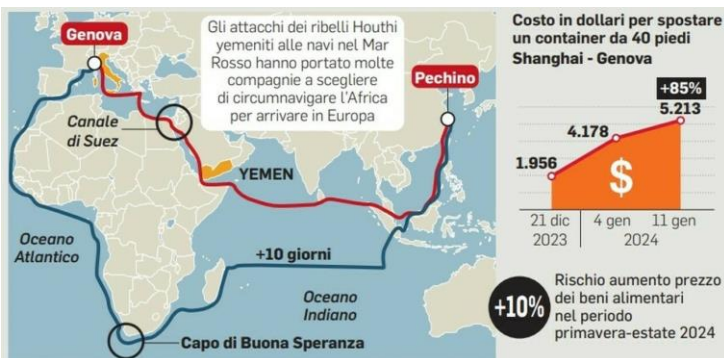 Genova
Gli attacchi dei ribelli Houthi
yemeniti alle navi nel Mar
Rosso hanno portato molte
compagnie a scegliere
di circumnavigare l'Africa
per arrivare in Europa
Pechino
Canale
di Suez
YEMEN
Oceano
Atlantico
+10 giorni
Oceano
Indiano
Capo di Buona Speranza
Costo in dollari per spostare
un container da 40 piedi
Shanghai - Genova
+85%
5.213
4.178
1.956
$
21 dic
4 gen
11 gen
2023
2024
+10%
Rischio aumento prezzo
dei beni alimentari
nel periodo
primavera-estate 2024